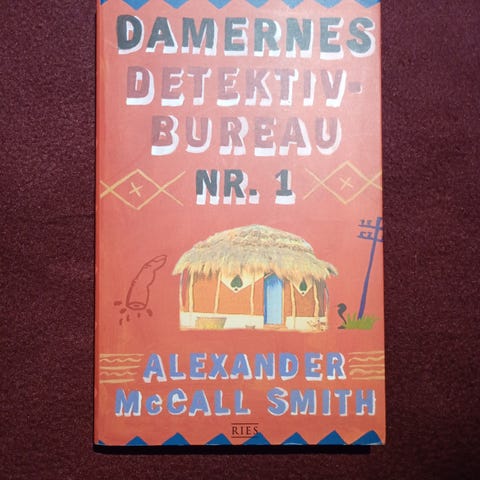 DAMERNES
DETEKTIV-
BUREAU
NR. 1
ALEXANDER
McCALL SMITH
RIES